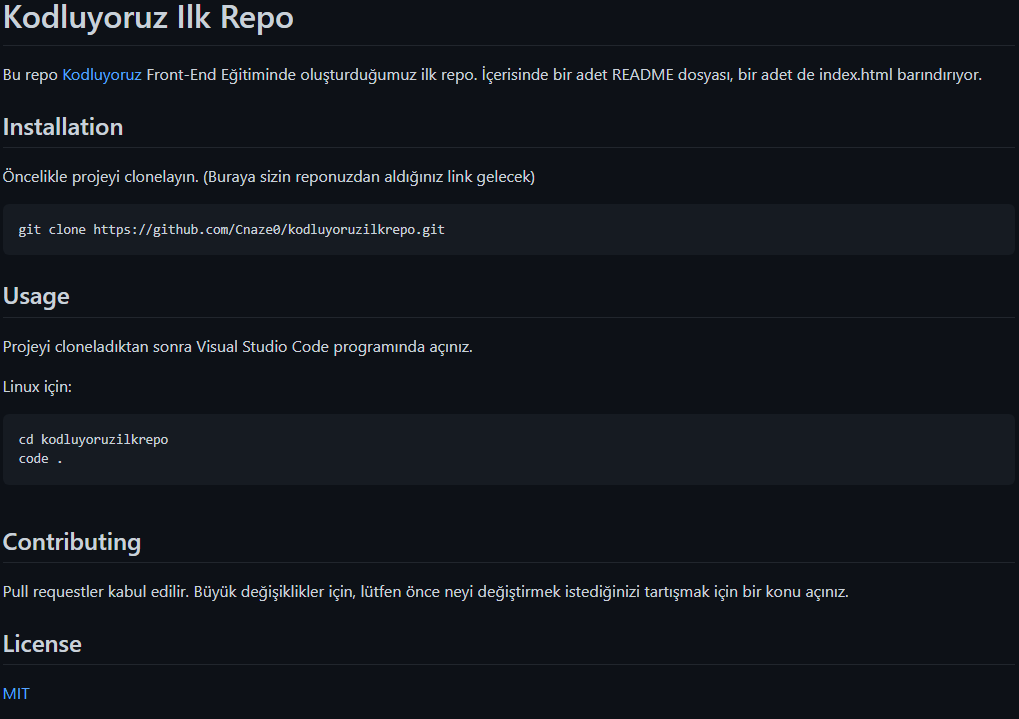 Kodluyoruz Ilk Repo
Bu repo Kodluyoruz Front-End Eğitiminde oluşturduğumuz ilk repo. İçerisinde bir adet README dosyası, bir adet de index.html barındırıyor.
Installation
Öncelikle projeyi clonelayın. (Buraya sizin reponuzdan aldığınız link gelecek)
git clone https://github.com/Cnaze0/kodluyoruzilkrepo.git
Usage
Projeyi cloneladıktan sonra Visual Studio Code programında açınız.
Linux için:
cd kodluyoruzilkrepo
code .
Contributing
Pull requestler kabul edilir. Büyük değişiklikler için, lütfen önce neyi değiştirmek istediğinizi tartışmak için bir konu açınız.
License
MIT